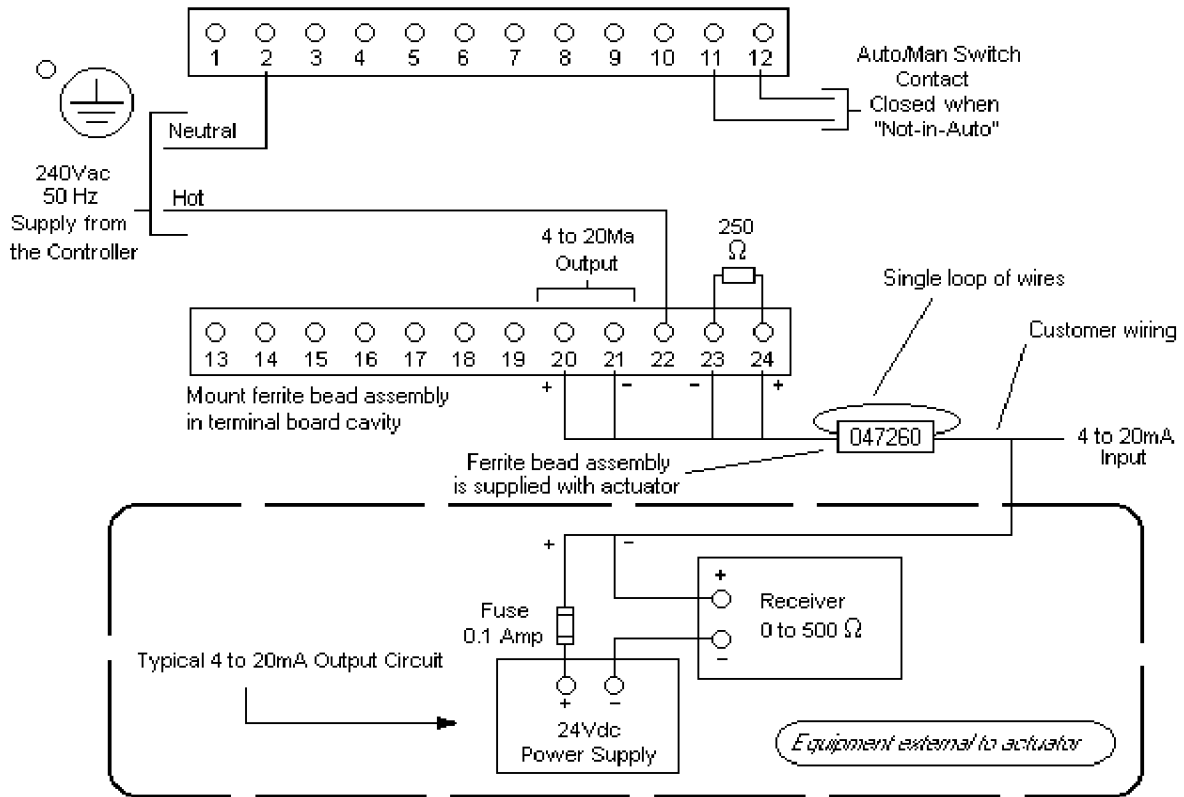 1 2 3 4 5 6 7 8 9 10 11 12
Auto/Man Switch
Contact
Closed when
"Not-in-Auto"
Neutral
240Vac
50 Hz
Supply from
the Controller
Hot
4 to 20Ma
Output
250
Ω
Single loop of wires
Customer wiring
13 14 15 16 17 18 19 20 21 22 23 24
+ − − +
Mount ferrite bead assembly
in terminal board cavity
047260
4 to 20mA
Input
Ferrite bead assembly
is supplied with actuator
+ −
Fuse
0.1 Amp
+
Receiver
0 to 500 Ω
−
Typical 4 to 20mA Output Circuit
+ −
24Vdc
Power Supply
Equipment external to actuator